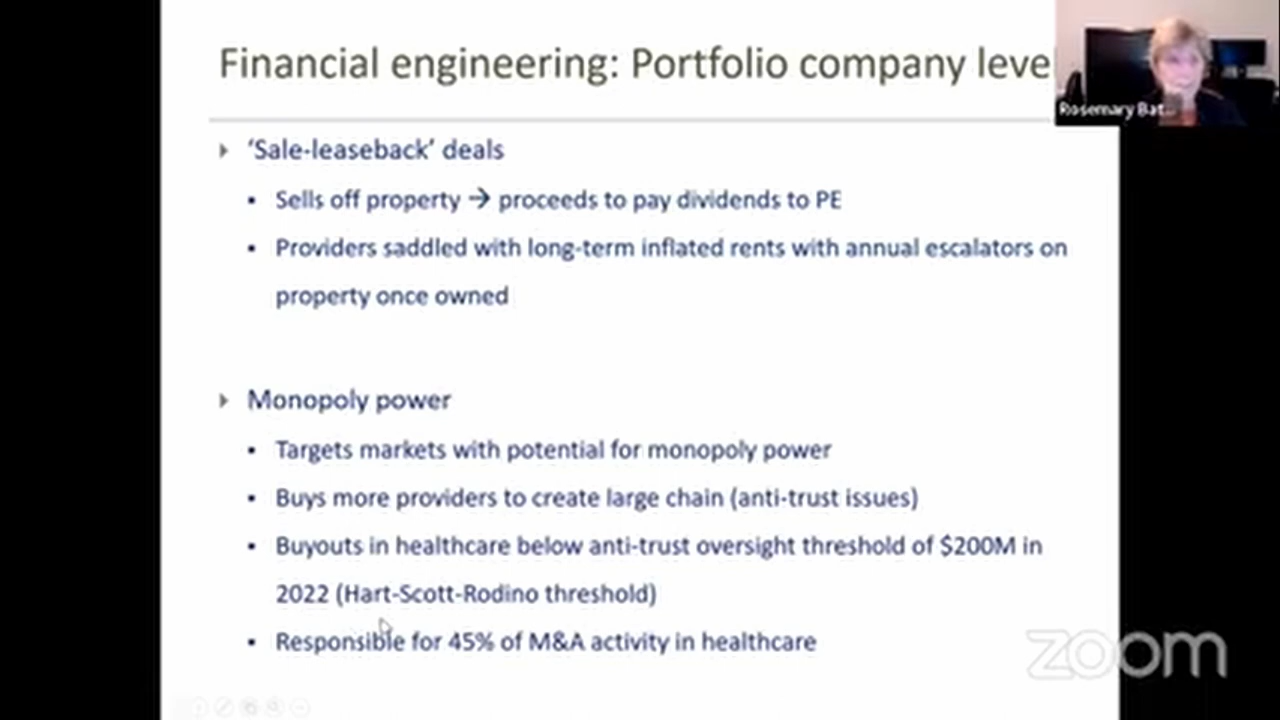 Financial engineering: Portfolio company leve
Rosemary Bat...
‘Sale-leaseback’ deals
▪ Sells off property → proceeds to pay dividends to PE
▪ Providers saddled with long-term inflated rents with annual escalators on
property once owned
Monopoly power
▪ Targets markets with potential for monopoly power
▪ Buys more providers to create large chain (anti-trust issues)
▪ Buyouts in healthcare below anti-trust oversight threshold of $200M in
2022 (Hart-Scott-Rodino threshold)
▪ Responsible for 45% of M&A activity in healthcare
zoom